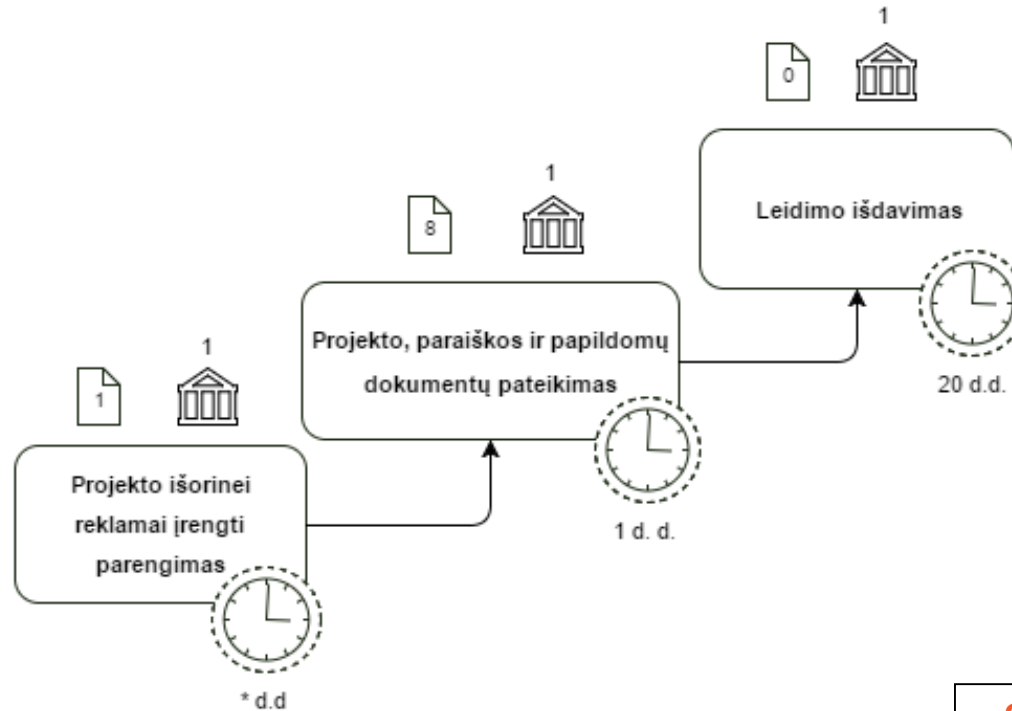 1
0
Leidimo išdavimas
20 d.d.
1
8
Projekto, paraiškos ir papildomų
dokumentų pateikimas
1 d. d.
1
1
Projekto išorinei
reklamai įrengti
parengimas
* d.d